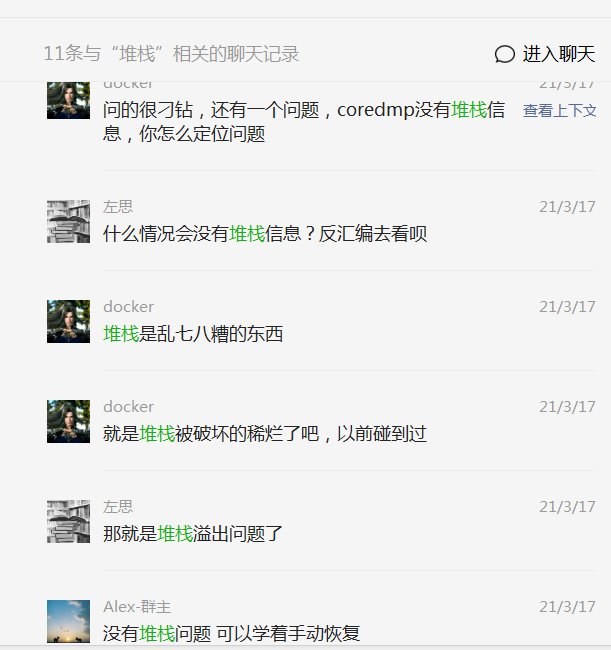 11条与“堆栈”相关的聊天记录 进入聊天
docker 21/3/17
问的很刁钻，还有一个问题，coredmp没有堆栈信 查看上下文
息，你怎么定位问题
左思 21/3/17
什么情况会没有堆栈信息？反汇编去看呗
docker 21/3/17
堆栈是乱七八糟的东西
docker 21/3/17
就是堆栈被破坏的稀烂了吧，以前碰到过
左思 21/3/17
那就是堆栈溢出问题了
Alex-群主 21/3/17
没有堆栈问题 可以学着手动恢复